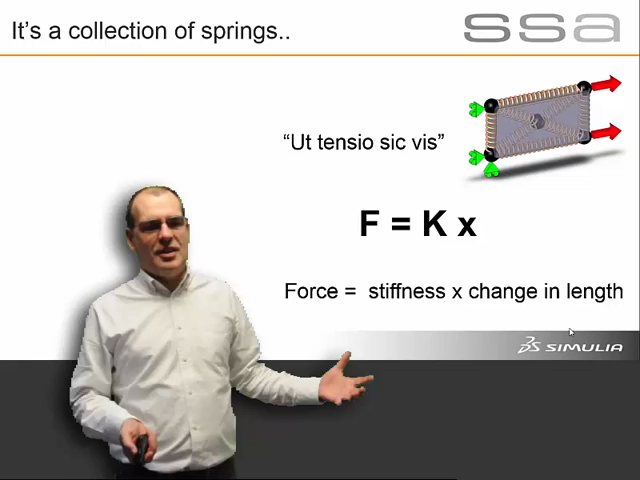 It's a collection of springs..
ssa
“Ut tensio sic vis”
F = K x
Force = stiffness x change in length
SIMULIA